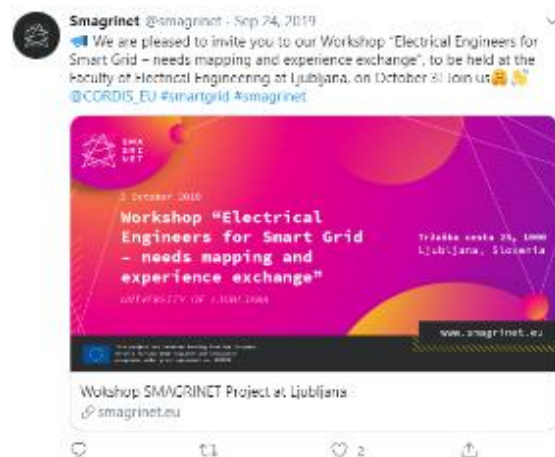 Smagrinet @smagrinet · Sep 24, 2019
We are pleased to invite you to our Workshop "Electrical Engineers for
Smart Grid – needs mapping and experience exchange", to be held at the
Faculty of Electrical Engineering at Ljubljana, on October 3! Join us
@CORDIS_EU #smartgrid #smagrinet
SMA
GRI
NET
October 2019
Workshop "Electrical
Engineers for Smart Grid
– needs mapping and
experience exchange"
UNIVERSITY OF LJUBLJANA
Tržaška cesta 25, 1000
Ljubljana, Slovenia
www.smagrinet.eu
Wokshop SMAGRINET Project at Ljubljana
smagrinet.eu
2